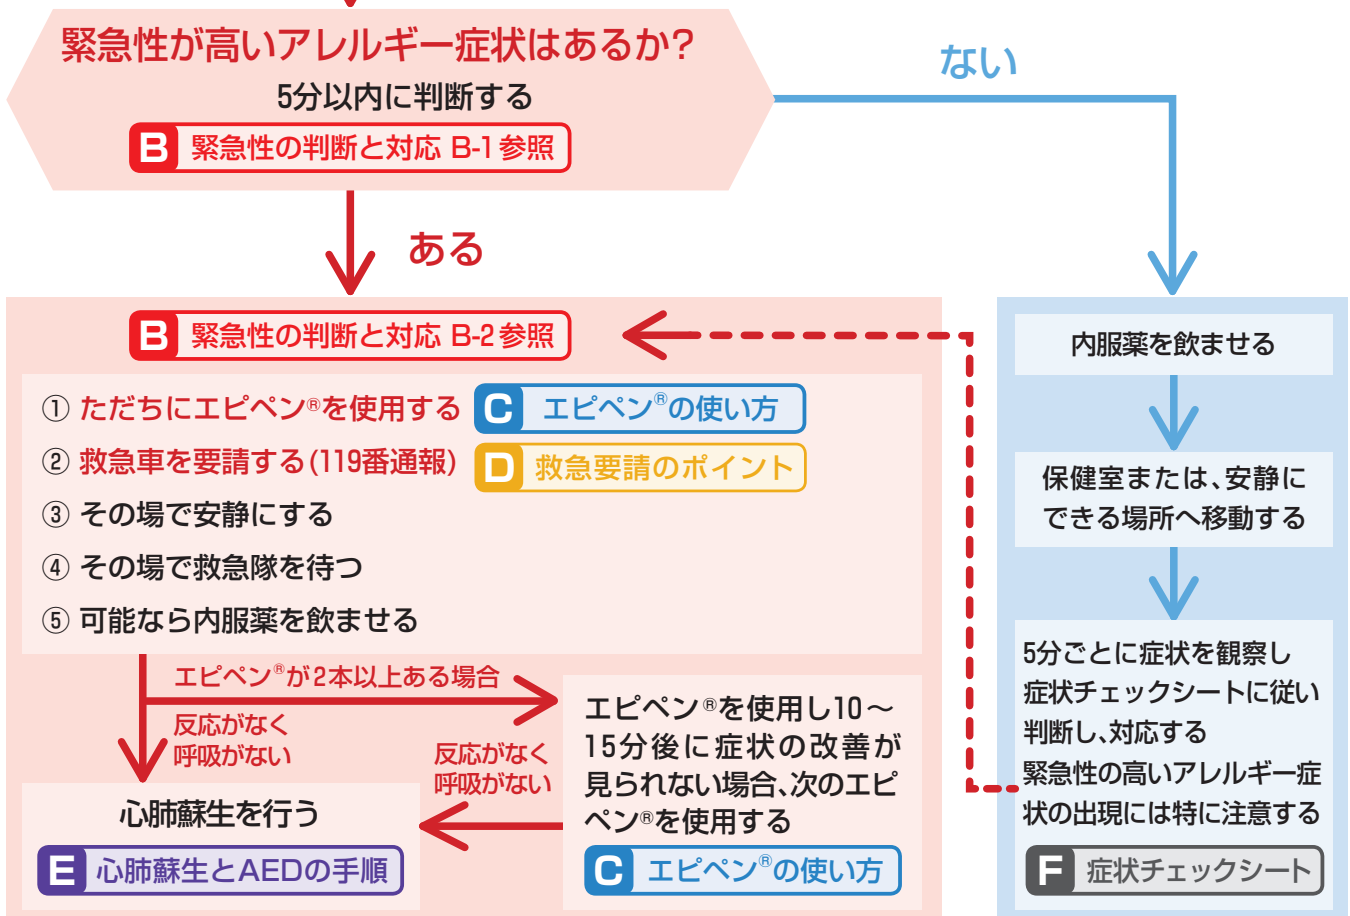 緊急性が高いアレルギー症状はあるか?
5分以内に判断する
B 緊急性の判断と対応 B-1参照
ない
ある
B 緊急性の判断と対応 B-2参照
① ただちにエピペン®を使用する C エピペン®の使い方
② 救急車を要請する(119番通報) D 救急要請のポイント
③ その場で安静にする
④ その場で救急隊を待つ
⑤ 可能なら内服薬を飲ませる
エピペン®が2本以上ある場合
反応がなく
呼吸がない
エピペン®を使用し10～
15分後に症状の改善が
見られない場合、次のエピ
ペン®を使用する
C エピペン®の使い方
反応がなく
呼吸がない
心肺蘇生を行う
E 心肺蘇生とAEDの手順
内服薬を飲ませる
保健室または、安静に
できる場所へ移動する
5分ごとに症状を観察し
症状チェックシートに従い
判断し、対応する
緊急性の高いアレルギー症
状の出現には特に注意する
F 症状チェックシート